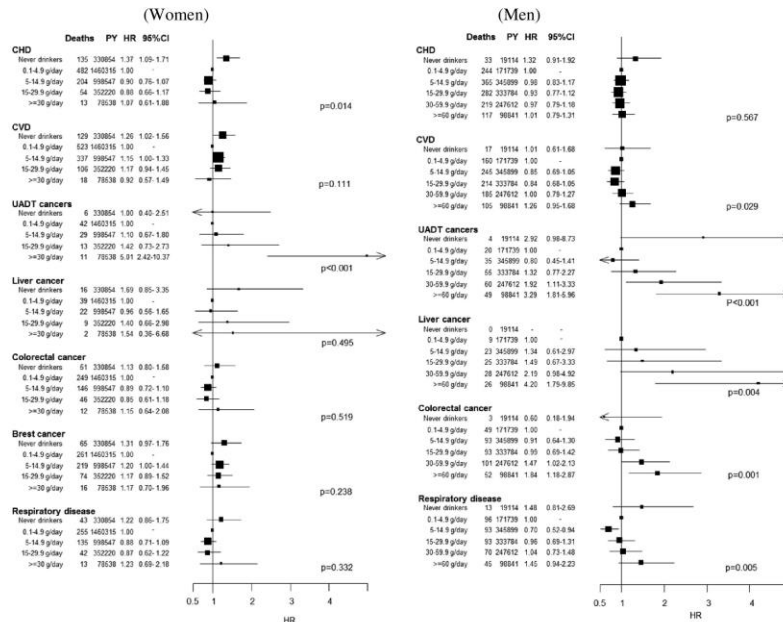 (Women)
Deaths PY HR 95%CI
CHD
Never drinkers 135 330854 1.37 1.09-1.71
0.1-4.9 g/day 482 1460315 1.00 -
5-14.9 g/day 204 998547 0.90 0.76-1.07
15-29.9 g/day 54 352220 0.88 0.66-1.17
>=30 g/day 13 78538 1.07 0.61-1.88
p=0.014
CVD
Never drinkers 129 330854 1.26 1.02-1.56
0.1-4.9 g/day 523 1460315 1.00 -
5-14.9 g/day 337 998547 1.15 1.00-1.33
15-29.9 g/day 106 352220 1.17 0.94-1.45
>=30 g/day 18 78538 0.92 0.57-1.49
p=0.111
UADT cancers
Never drinkers 6 330854 1.00 0.40-2.51
0.1-4.9 g/day 42 1460315 1.00 -
5-14.9 g/day 29 998547 1.10 0.67-1.80
15-29.9 g/day 13 352220 1.42 0.73-2.73
>=30 g/day 11 78538 5.01 2.42-10.37
p<0.001
Liver cancer
Never drinkers 16 330854 1.69 0.85-3.35
0.1-4.9 g/day 39 1460315 1.00 -
5-14.9 g/day 22 998547 0.96 0.56-1.65
15-29.9 g/day 9 352220 1.40 0.66-2.98
>=30 g/day 2 78538 1.54 0.36-6.68
p=0.495
Colorectal cancer
Never drinkers 61 330854 1.13 0.80-1.58
0.1-4.9 g/day 249 1460315 1.00 -
5-14.9 g/day 146 998547 0.89 0.72-1.10
15-29.9 g/day 46 352220 0.85 0.61-1.18
>=30 g/day 12 78538 1.15 0.64-2.08
p=0.519
Brest cancer
Never drinkers 65 330854 1.31 0.97-1.76
0.1-4.9 g/day 261 1460315 1.00 -
5-14.9 g/day 219 998547 1.20 1.00-1.44
15-29.9 g/day 74 352220 1.17 0.89-1.52
>=30 g/day 16 78538 1.17 0.70-1.96
p=0.238
Respiratory disease
Never drinkers 43 330854 1.22 0.86-1.75
0.1-4.9 g/day 255 1460315 1.00 -
5-14.9 g/day 135 998547 0.88 0.71-1.09
15-29.9 g/day 42 352220 0.87 0.62-1.22
>=30 g/day 13 78538 1.23 0.69-2.18
p=0.332
0.5 1 2 3 4
HR
(Men)
Deaths PY HR 95%CI
CHD
Never drinkers 33 19114 1.32 0.91-1.92
0.1-4.9 g/day 244 171739 1.00 -
5-14.9 g/day 365 345899 0.98 0.83-1.17
15-29.9 g/day 282 333784 0.93 0.77-1.12
30-59.9 g/day 219 247612 0.97 0.79-1.18
>=60 g/day 117 98841 1.01 0.79-1.31
p=0.567
CVD
Never drinkers 17 19114 1.01 0.61-1.68
0.1-4.9 g/day 160 171739 1.00 -
5-14.9 g/day 245 345899 0.85 0.69-1.05
15-29.9 g/day 214 333784 0.84 0.68-1.05
30-59.9 g/day 185 247612 1.00 0.79-1.27
>=60 g/day 105 98841 1.26 0.95-1.68
p=0.029
UADT cancers
Never drinkers 4 19114 2.92 0.98-8.73
0.1-4.9 g/day 20 171739 1.00 -
5-14.9 g/day 35 345899 0.80 0.45-1.41
15-29.9 g/day 55 333784 1.32 0.77-2.27
30-59.9 g/day 60 247612 1.92 1.11-3.33
>=60 g/day 49 98841 3.29 1.81-5.96
P<0.001
Liver cancer
Never drinkers 0 19114 - -
0.1-4.9 g/day 9 171739 1.00 -
5-14.9 g/day 23 345899 1.34 0.61-2.97
15-29.9 g/day 25 333784 1.49 0.67-3.33
30-59.9 g/day 28 247612 2.19 0.98-4.92
>=60 g/day 26 98841 4.20 1.79-9.85
p=0.004
Colorectal cancer
Never drinkers 3 19114 0.60 0.18-1.94
0.1-4.9 g/day 49 171739 1.00 -
5-14.9 g/day 93 345899 0.91 0.64-1.30
15-29.9 g/day 93 333784 0.99 0.69-1.42
30-59.9 g/day 101 247612 1.47 1.02-2.13
>=60 g/day 52 98841 1.84 1.18-2.87
p=0.001
Respiratory disease
Never drinkers 13 19114 1.48 0.81-2.69
0.1-4.9 g/day 96 171739 1.00 -
5-14.9 g/day 93 345899 0.70 0.52-0.94
15-29.9 g/day 93 333784 0.96 0.69-1.31
30-59.9 g/day 70 247612 1.04 0.73-1.48
>=60 g/day 45 98841 1.45 0.94-2.23
p=0.005
0.5 1 2 3 4
HR